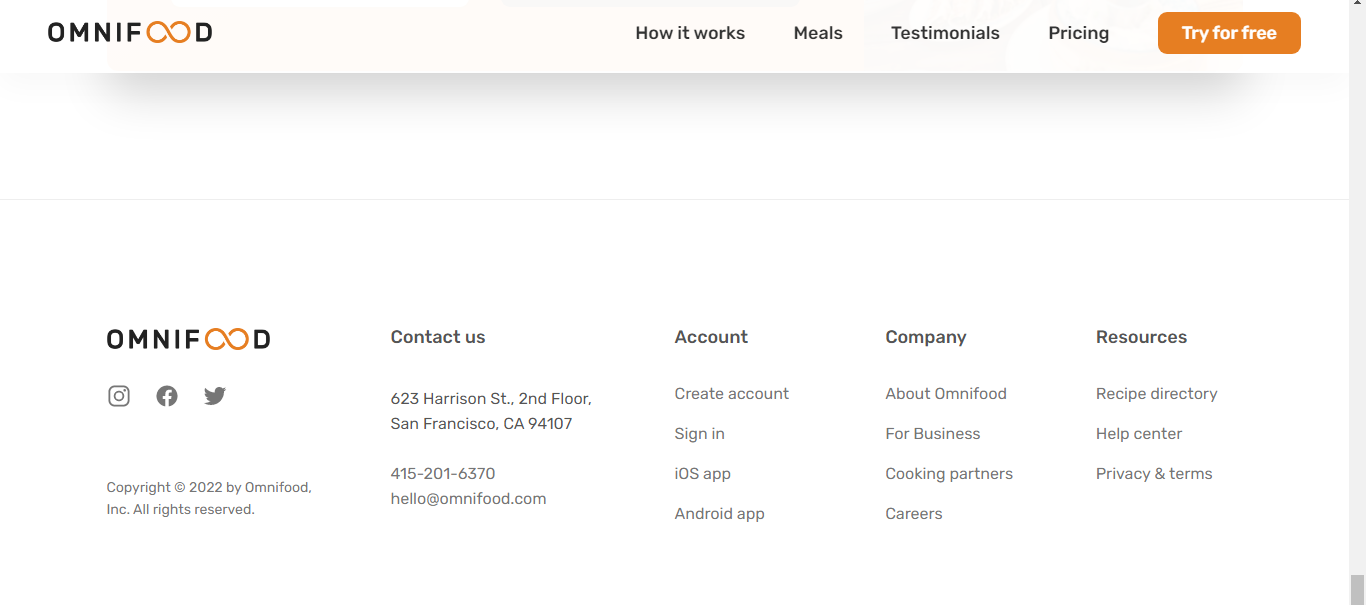 OMNIFOOD
How it works
Meals
Testimonials
Pricing
Try for free
OMNIFOOD
Copyright © 2022 by Omnifood,
Inc. All rights reserved.
Contact us
623 Harrison St., 2nd Floor,
San Francisco, CA 94107
415-201-6370
hello@omnifood.com
Account
Create account
Sign in
iOS app
Android app
Company
About Omnifood
For Business
Cooking partners
Careers
Resources
Recipe directory
Help center
Privacy & terms